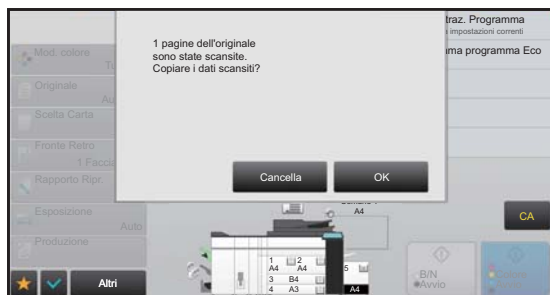 traz. Programma
impostazioni correnti
ma programma Eco
1 pagine dell'originale
sono state scansite.
Copiare i dati scansiti?
Mod. colore
Originale
Scelta Carta
Fronte Retro
1 Faccia
Rapporto Ripr.
Cancella
OK
Esposizione
Auto
A4
CA
Produzione
1
2
A4
A4
5
3 B4
4 A3
A4
B/N
Avvio
Altri